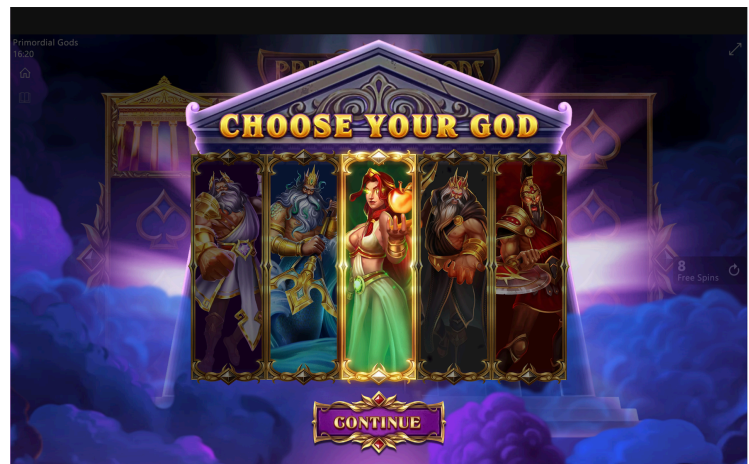 Primordial Gods
16:20
CHOOSE YOUR GOD
8
Free Spins
CONTINUE